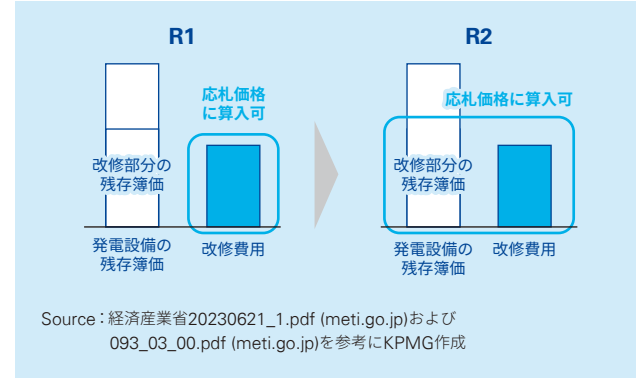 R1
応札価格
に算入可
改修部分の
残存簿価
発電設備の
残存簿価
改修費用
R2
応札価格に算入可
改修部分の
残存簿価
発電設備の
残存簿価
改修費用
Source：経済産業省20230621_1.pdf (meti.go.jp)および
093_03_00.pdf (meti.go.jp)を参考にKPMG作成